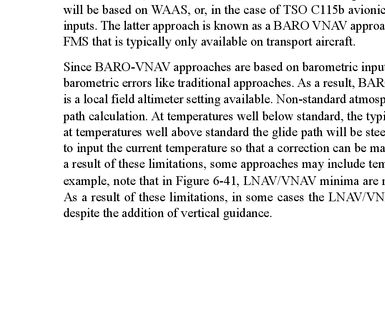 will be based on WAAS, or, in the case of TSO C115b avionic
inputs. The latter approach is known as a BARO VNAV approa
FMS that is typically only available on transport aircraft.
Since BARO-VNAV approaches are based on barometric input
barometric errors like traditional approaches. As a result, BAR
is a local field altimeter setting available. Non-standard atmosp
path calculation. At temperatures well below standard, the typi
at temperatures well above standard the glide path will be stee
to input the current temperature so that a correction can be ma
a result of these limitations, some approaches may include tem
example, note that in Figure 6-41, LNAV/VNAV minima are n
As a result of these limitations, in some cases the LNAV/VN
despite the addition of vertical guidance.